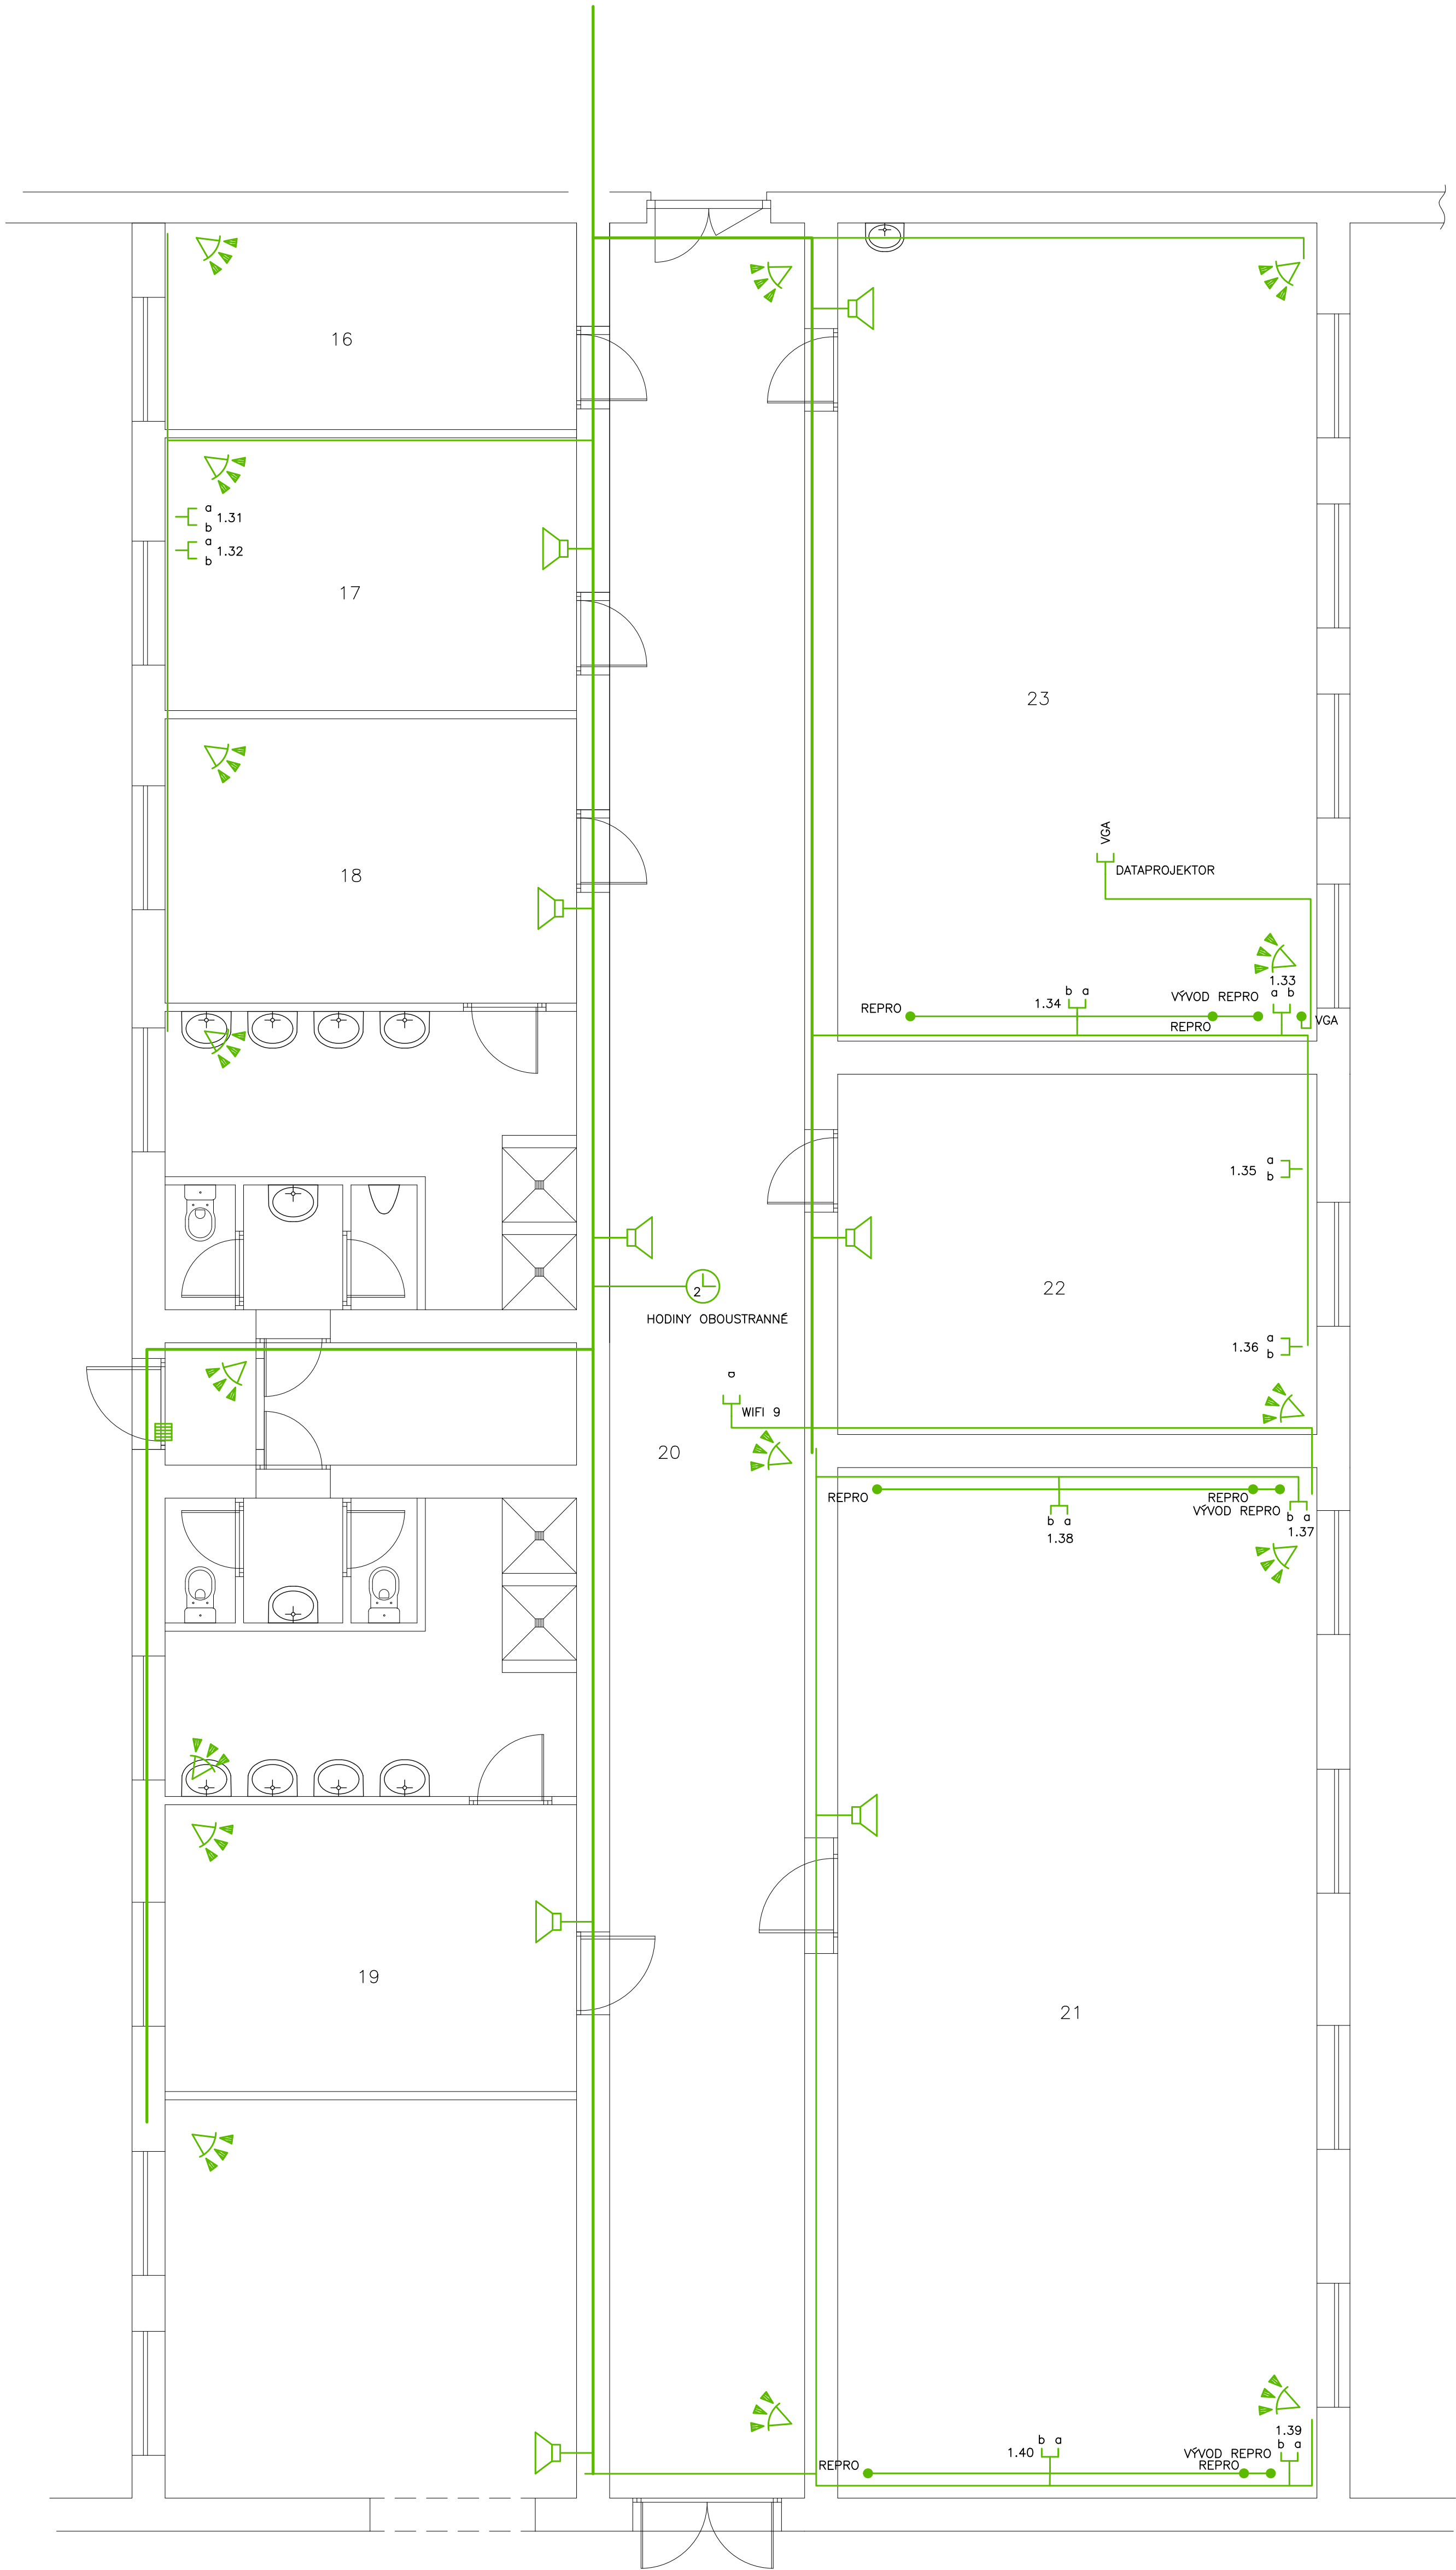 16
a
1.31
b
a
1.32
b
17
23
VGA
DATAPROJEKTOR
18
1.33
b a
VÝVOD REPRO
a b
1.34
REPRO
VGA
REPRO
a
1.35
b
2
22
HODINY OBOUSTRANNÉ
a
1.36
b
a
WIFI 9
20
REPRO
REPRO
VÝVOD REPRO
b a
b a
1.37
1.38
19
21
1.39
b a
b a
1.40
VÝVOD REPRO
REPRO
REPRO